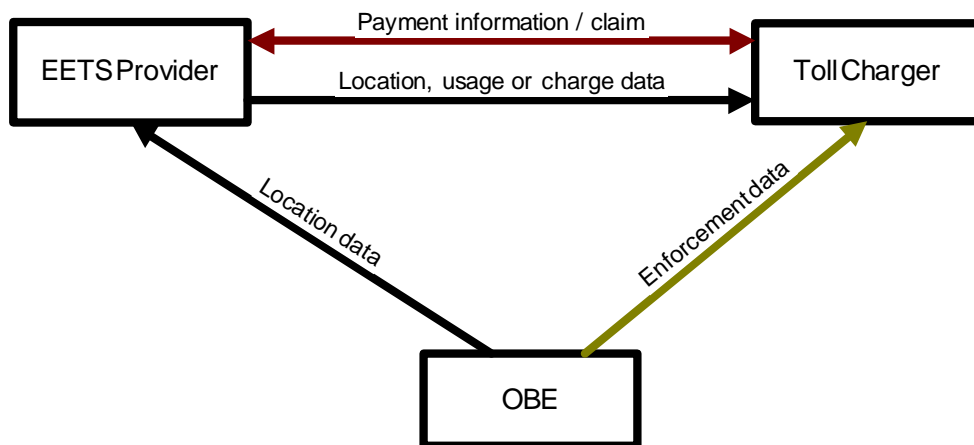 Payment information / claim
EETS Provider
Toll Charger
Location, usage or charge data
Location data
Enforcement data
OBE